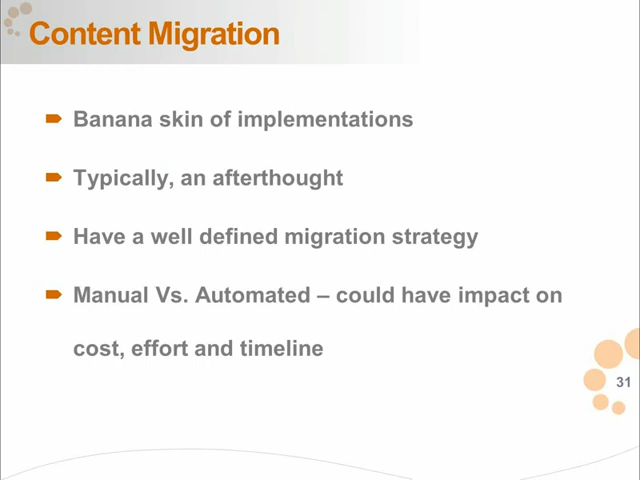 Content Migration
Banana skin of implementations
Typically, an afterthought
Have a well defined migration strategy
Manual Vs. Automated – could have impact on
cost, effort and timeline
31